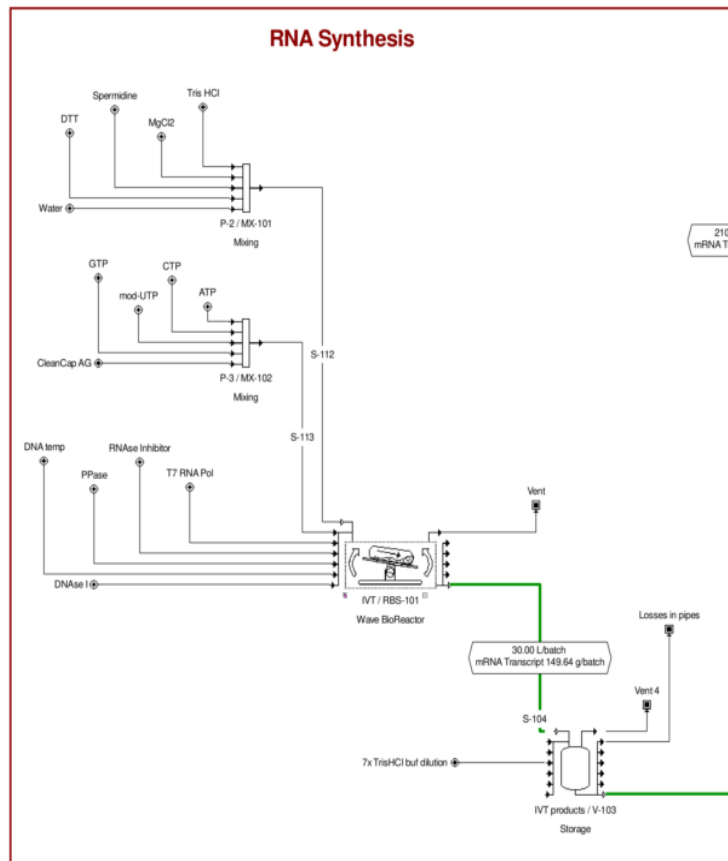 RNA Synthesis
Tris HCl
Spermidine
MgCl2
DTT
Water
P-2 / MX-101
Mixing
210
mRNA T
GTP
CTP
mod-UTP
ATP
CleanCap AG
P-3 / MX-102
Mixing
S-112
S-113
DNA temp
RNAse Inhibitor
PPase
T7 RNA Pol
DNAse I
Vent
IVT / RBS-101
Wave BioReactor
Losses in pipes
30.00 L/batch
mRNA Transcript 149.64 g/batch
Vent 4
S-104
7x TrisHCl buf dilution
IVT products / V-103
Storage